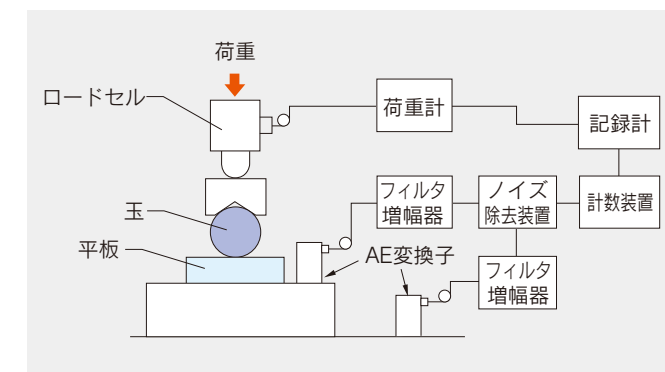 荷重
ロードセル
荷重計
記録計
玉
フィルタ
増幅器
ノイズ
除去装置
計数装置
平板
AE変換子
フィルタ
増幅器